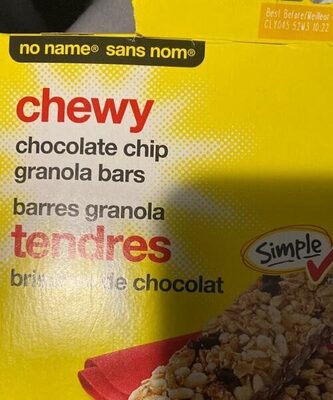 Best Before/Meilleur
no name® sans nom®
chewy
chocolate chip
granola bars
barres granola
tendres
de chocolat
Simple